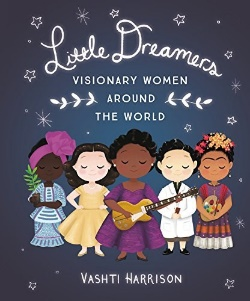 Little Dreamers
VISIONARY WOMEN
AROUND
THE WORLD
VASHTI HARRISON